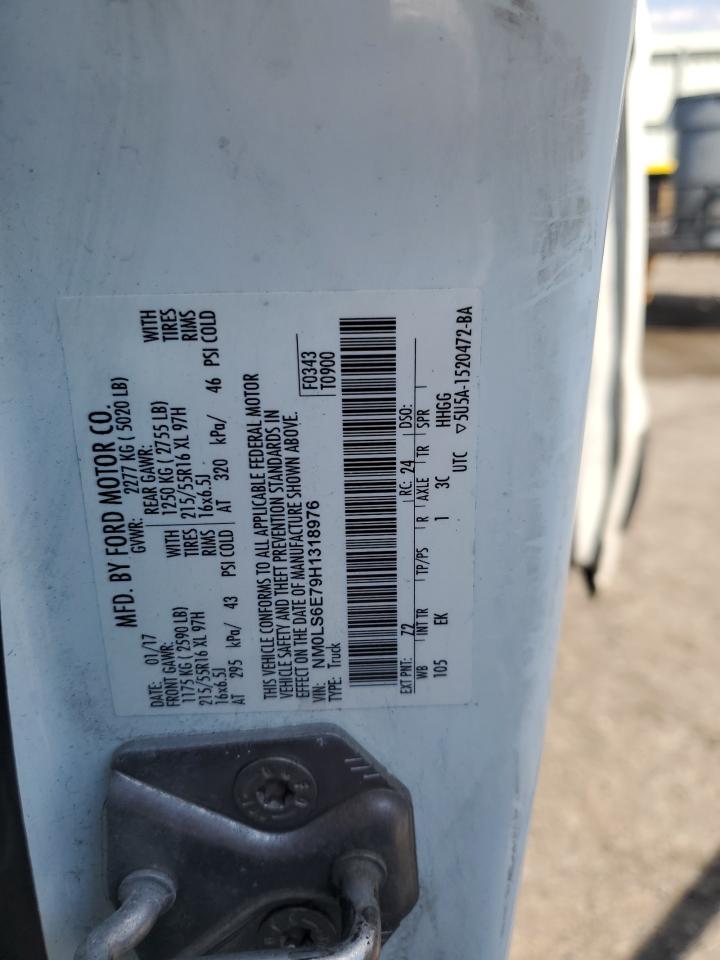 MFD. BY FORD MOTOR CO.
DATE: 01/17 GVWR: 2277 KG ( 5020 LB)
FRONT GAWR: REAR GAWR:
1175 KG ( 2590 LB) WITH 1250 KG ( 2755 LB) WITH
215/55R16 XL 97H TIRES 215/55R16 XL 97H TIRES
16x6.5J RIMS 16x6.5J RIMS
AT 295 kPa/ 43 PSI COLD AT 320 kPa/ 46 PSI COLD
THIS VEHICLE CONFORMS TO ALL APPLICABLE FEDERAL MOTOR
VEHICLE SAFETY AND THEFT PREVENTION STANDARDS IN
EFFECT ON THE DATE OF MANUFACTURE SHOWN ABOVE.
VIN: NM0LS6E79H1318976 F0343
TYPE: Truck T0900
EXT PNT: Z2 RC: 24 DSO:
WB INT TR TP/PS R AXLE TR SPR
105 EK 1 3C HHGG
UTC ▽5U5A-1520472-BA